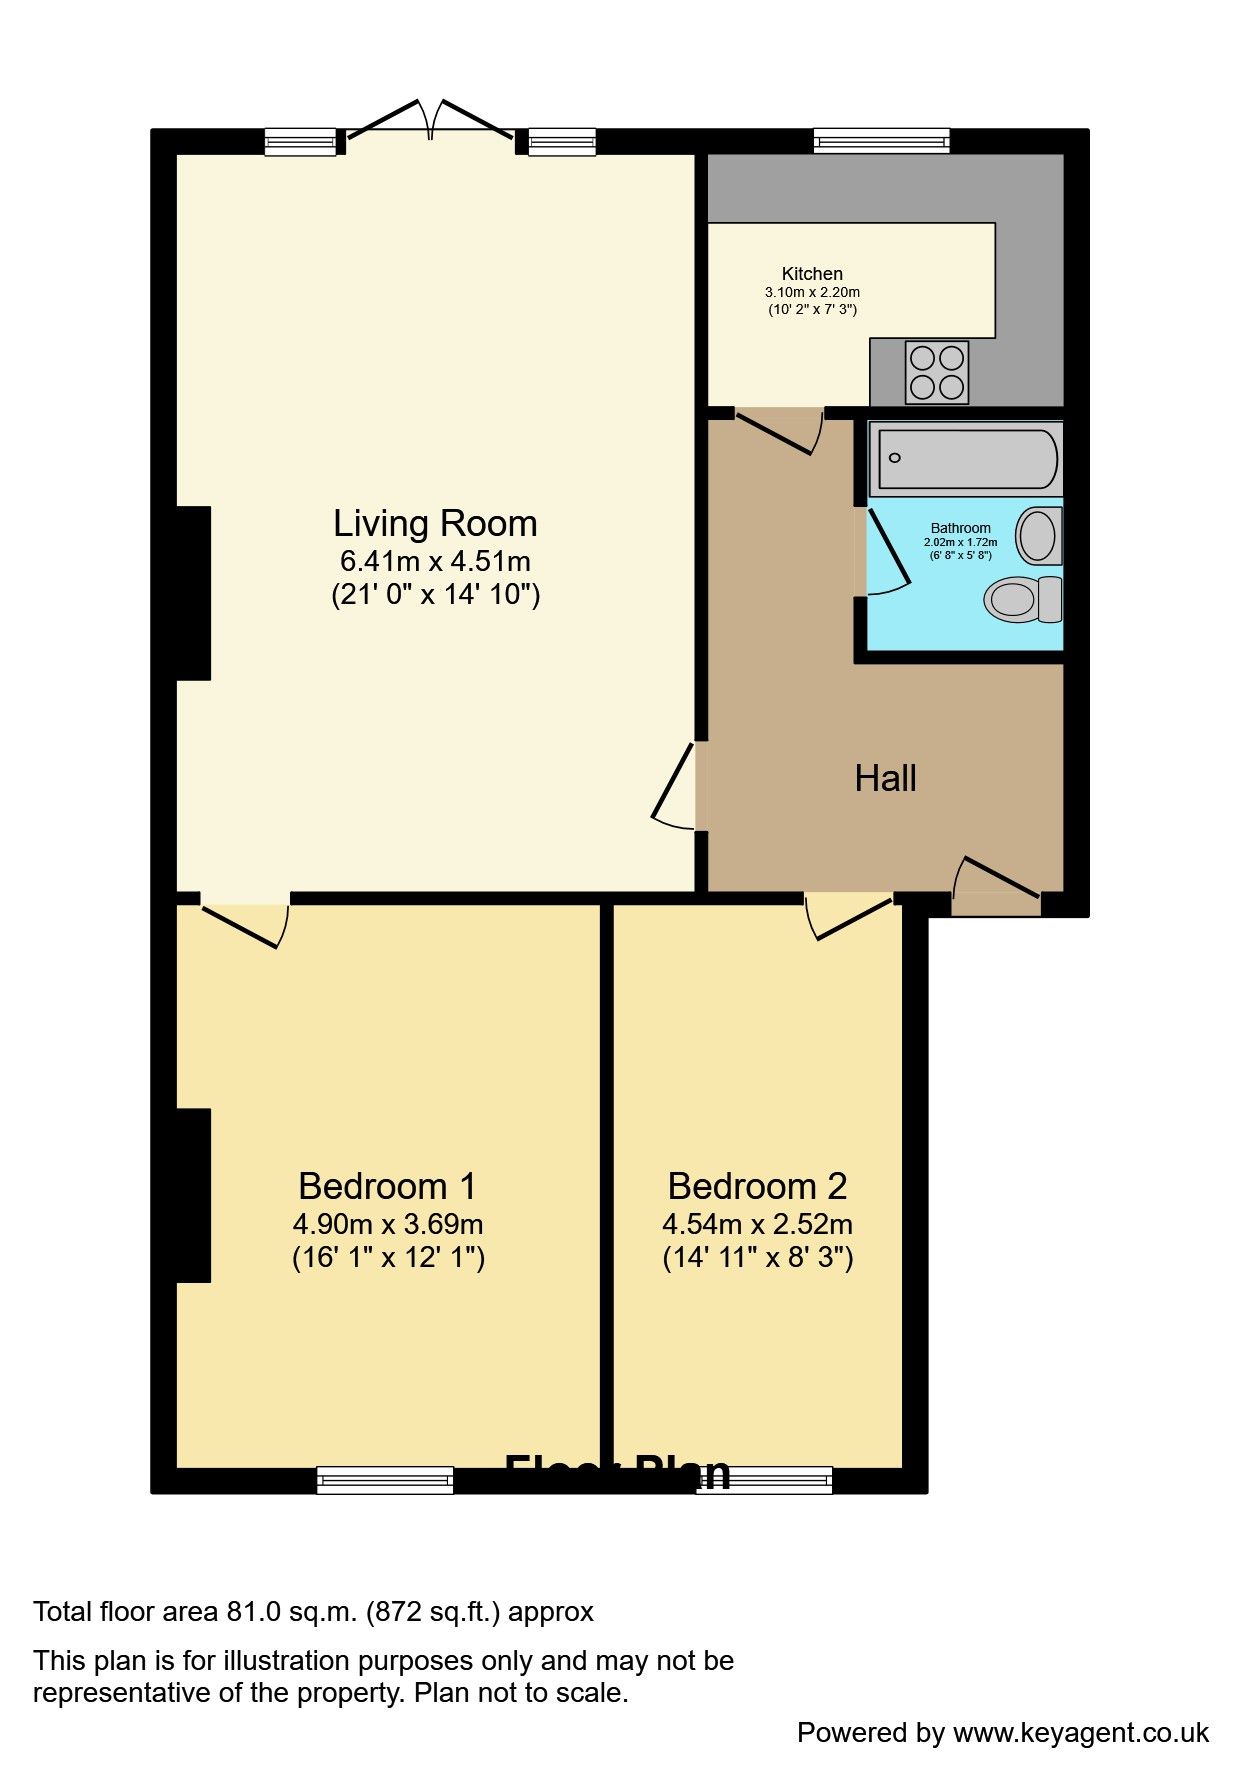 Kitchen
3.10m x 2.20m
(10' 2" x 7' 3")
Living Room
6.41m x 4.51m
(21' 0" x 14' 10")
Bathroom
2.02m x 1.72m
(6' 8" x 5' 8")
Hall
Bedroom 1
4.90m x 3.69m
(16' 1" x 12' 1")
Bedroom 2
4.54m x 2.52m
(14' 11" x 8' 3")
Floor Plan
Total floor area 81.0 sq.m. (872 sq.ft.) approx
This plan is for illustration purposes only and may not be
representative of the property. Plan not to scale.
Powered by www.keyagent.co.uk